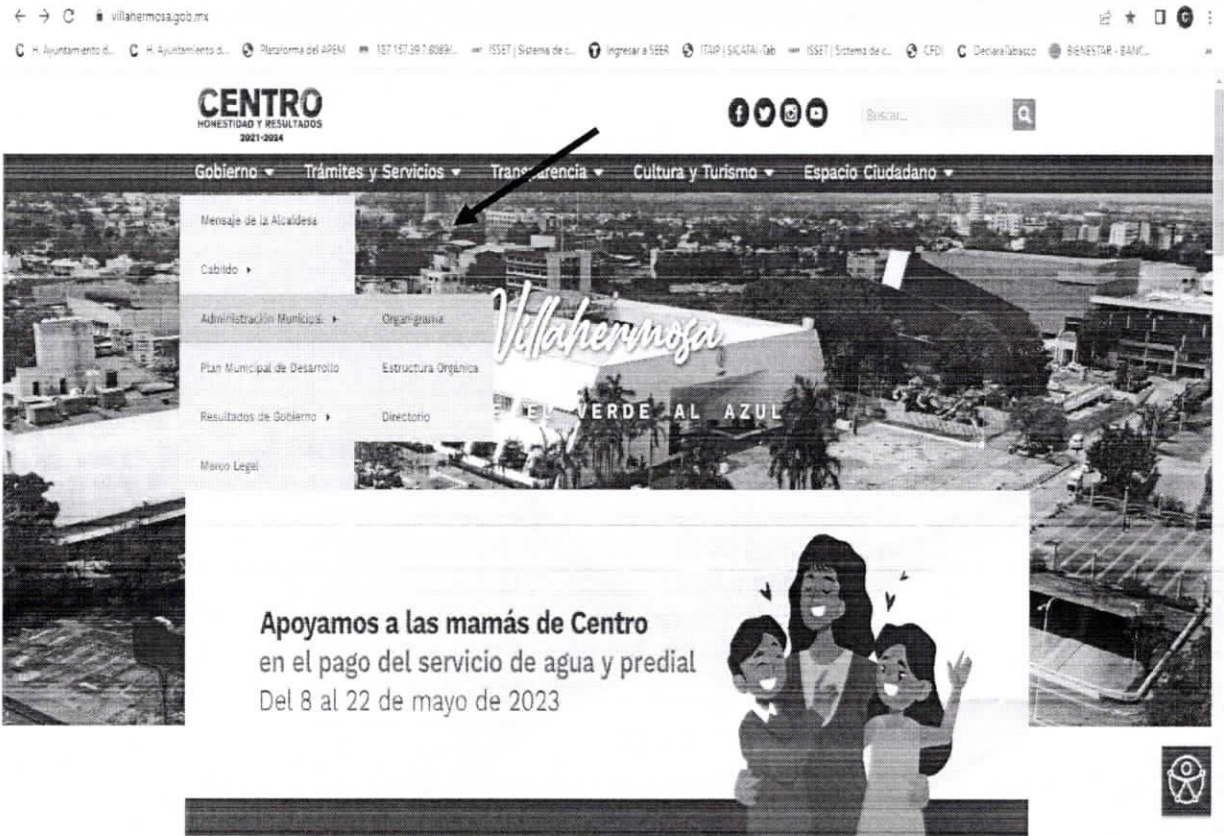 villahermosa.gob.mx
C H. Ayuntamiento d... C H. Ayuntamiento d... Plataforma del APEM ISSET | Sistema de c... Ingresar a SEER ISSET | Sistema de c... CFDI C DeclaraTabasco BIENESTAR - BANC...
CENTRO
HONESTIDAD Y RESULTADOS
2021-2024
Buscar...
Gobierno Trámites y Servicios Transparencia Cultura y Turismo Espacio Ciudadano
Mensaje de la Alcaldesa
Cabildo
Administración Municipal Organigrama
Plan Municipal de Desarrollo Estructura Orgánica
Resultados de Gobierno Directorio
Marco Legal
Villahermosa
E EL VERDE AL AZUL
Apoyamos a las mamás de Centro
en el pago del servicio de agua y predial
Del 8 al 22 de mayo de 2023